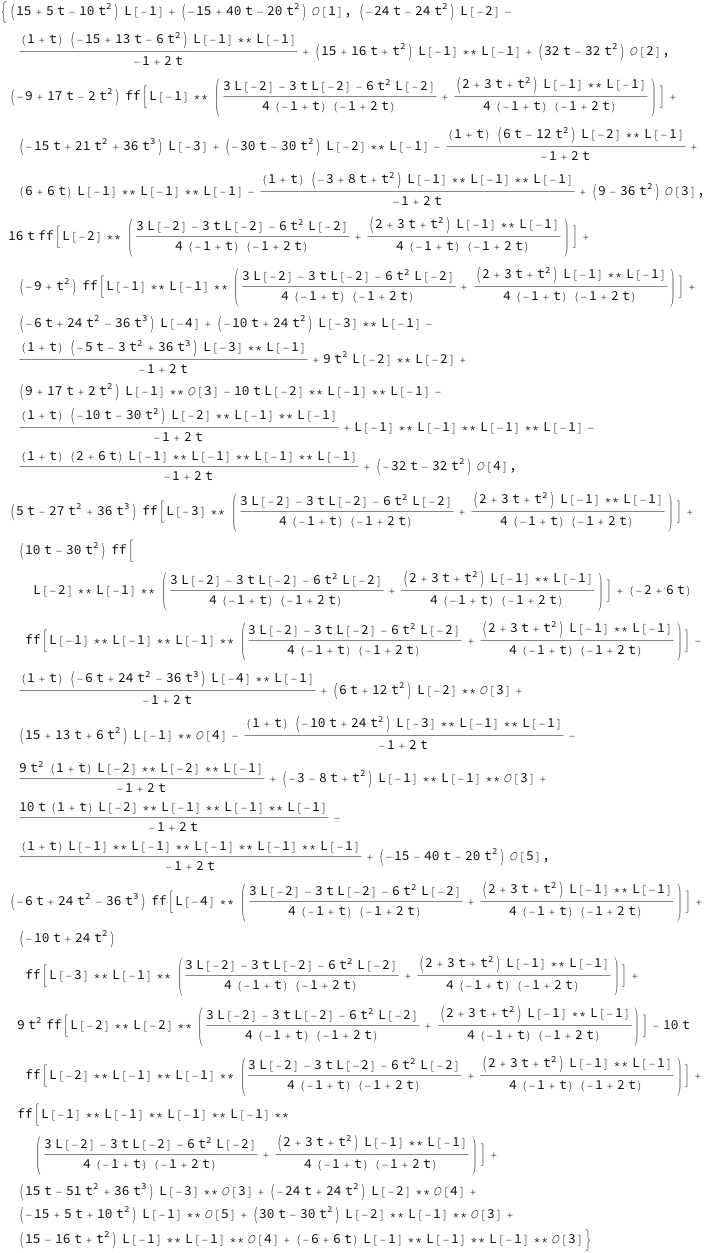 {(15 + 5 t - 10 t²) L[-1] + (-15 + 40 t - 20 t²) O[1], (-24 t - 24 t²) L[-2] -
((1 + t) (-15 + 13 t - 6 t²) L[-1] ** L[-1])/(-1 + 2 t) + (15 + 16 t + t²) L[-1] ** L[-1] + (32 t - 32 t²) O[2],
(-9 + 17 t - 2 t²) ff[L[-1] ** ((3 L[-2] - 3 t L[-2] - 6 t² L[-2])/(4 (-1 + t) (-1 + 2 t)) + ((2 + 3 t + t²) L[-1] ** L[-1])/(4 (-1 + t) (-1 + 2 t)))] +
(-15 t + 21 t² + 36 t³) L[-3] + (-30 t - 30 t²) L[-2] ** L[-1] - ((1 + t) (6 t - 12 t²) L[-2] ** L[-1])/(-1 + 2 t) +
(6 + 6 t) L[-1] ** L[-1] ** L[-1] - ((1 + t) (-3 + 8 t + t²) L[-1] ** L[-1] ** L[-1])/(-1 + 2 t) + (9 - 36 t²) O[3],
16 t ff[L[-2] ** ((3 L[-2] - 3 t L[-2] - 6 t² L[-2])/(4 (-1 + t) (-1 + 2 t)) + ((2 + 3 t + t²) L[-1] ** L[-1])/(4 (-1 + t) (-1 + 2 t)))] +
(-9 + t²) ff[L[-1] ** L[-1] ** ((3 L[-2] - 3 t L[-2] - 6 t² L[-2])/(4 (-1 + t) (-1 + 2 t)) + ((2 + 3 t + t²) L[-1] ** L[-1])/(4 (-1 + t) (-1 + 2 t)))] +
(-6 t + 24 t² - 36 t³) L[-4] + (-10 t + 24 t²) L[-3] ** L[-1] -
((1 + t) (-5 t - 3 t² + 36 t³) L[-3] ** L[-1])/(-1 + 2 t) + 9 t² L[-2] ** L[-2] +
(9 + 17 t + 2 t²) L[-1] ** O[3] - 10 t L[-2] ** L[-1] ** L[-1] -
((1 + t) (-10 t - 30 t²) L[-2] ** L[-1] ** L[-1])/(-1 + 2 t) + L[-1] ** L[-1] ** L[-1] ** L[-1] -
((1 + t) (2 + 6 t) L[-1] ** L[-1] ** L[-1] ** L[-1])/(-1 + 2 t) + (-32 t - 32 t²) O[4],
(5 t - 27 t² + 36 t³) ff[L[-3] ** ((3 L[-2] - 3 t L[-2] - 6 t² L[-2])/(4 (-1 + t) (-1 + 2 t)) + ((2 + 3 t + t²) L[-1] ** L[-1])/(4 (-1 + t) (-1 + 2 t)))] +
(10 t - 30 t²) ff[
L[-2] ** L[-1] ** ((3 L[-2] - 3 t L[-2] - 6 t² L[-2])/(4 (-1 + t) (-1 + 2 t)) + ((2 + 3 t + t²) L[-1] ** L[-1])/(4 (-1 + t) (-1 + 2 t)))] + (-2 + 6 t)
ff[L[-1] ** L[-1] ** L[-1] ** ((3 L[-2] - 3 t L[-2] - 6 t² L[-2])/(4 (-1 + t) (-1 + 2 t)) + ((2 + 3 t + t²) L[-1] ** L[-1])/(4 (-1 + t) (-1 + 2 t)))] -
((1 + t) (-6 t + 24 t² - 36 t³) L[-4] ** L[-1])/(-1 + 2 t) + (6 t + 12 t²) L[-2] ** O[3] +
(15 + 13 t + 6 t²) L[-1] ** O[4] - ((1 + t) (-10 t + 24 t²) L[-3] ** L[-1] ** L[-1])/(-1 + 2 t) -
(9 t² (1 + t) L[-2] ** L[-2] ** L[-1])/(-1 + 2 t) + (-3 - 8 t + t²) L[-1] ** L[-1] ** O[3] +
(10 t (1 + t) L[-2] ** L[-1] ** L[-1] ** L[-1])/(-1 + 2 t) -
((1 + t) L[-1] ** L[-1] ** L[-1] ** L[-1] ** L[-1])/(-1 + 2 t) + (-15 - 40 t - 20 t²) O[5],
(-6 t + 24 t² - 36 t³) ff[L[-4] ** ((3 L[-2] - 3 t L[-2] - 6 t² L[-2])/(4 (-1 + t) (-1 + 2 t)) + ((2 + 3 t + t²) L[-1] ** L[-1])/(4 (-1 + t) (-1 + 2 t)))] +
(-10 t + 24 t²)
ff[L[-3] ** L[-1] ** ((3 L[-2] - 3 t L[-2] - 6 t² L[-2])/(4 (-1 + t) (-1 + 2 t)) + ((2 + 3 t + t²) L[-1] ** L[-1])/(4 (-1 + t) (-1 + 2 t)))] +
9 t² ff[L[-2] ** L[-2] ** ((3 L[-2] - 3 t L[-2] - 6 t² L[-2])/(4 (-1 + t) (-1 + 2 t)) + ((2 + 3 t + t²) L[-1] ** L[-1])/(4 (-1 + t) (-1 + 2 t)))] - 10 t
ff[L[-2] ** L[-1] ** L[-1] ** ((3 L[-2] - 3 t L[-2] - 6 t² L[-2])/(4 (-1 + t) (-1 + 2 t)) + ((2 + 3 t + t²) L[-1] ** L[-1])/(4 (-1 + t) (-1 + 2 t)))] +
ff[L[-1] ** L[-1] ** L[-1] ** L[-1] **
((3 L[-2] - 3 t L[-2] - 6 t² L[-2])/(4 (-1 + t) (-1 + 2 t)) + ((2 + 3 t + t²) L[-1] ** L[-1])/(4 (-1 + t) (-1 + 2 t)))] +
(15 t - 51 t² + 36 t³) L[-3] ** O[3] + (-24 t + 24 t²) L[-2] ** O[4] +
(-15 + 5 t + 10 t²) L[-1] ** O[5] + (30 t - 30 t²) L[-2] ** L[-1] ** O[3] +
(15 - 16 t + t²) L[-1] ** L[-1] ** O[4] + (-6 + 6 t) L[-1] ** L[-1] ** L[-1] ** O[3]}